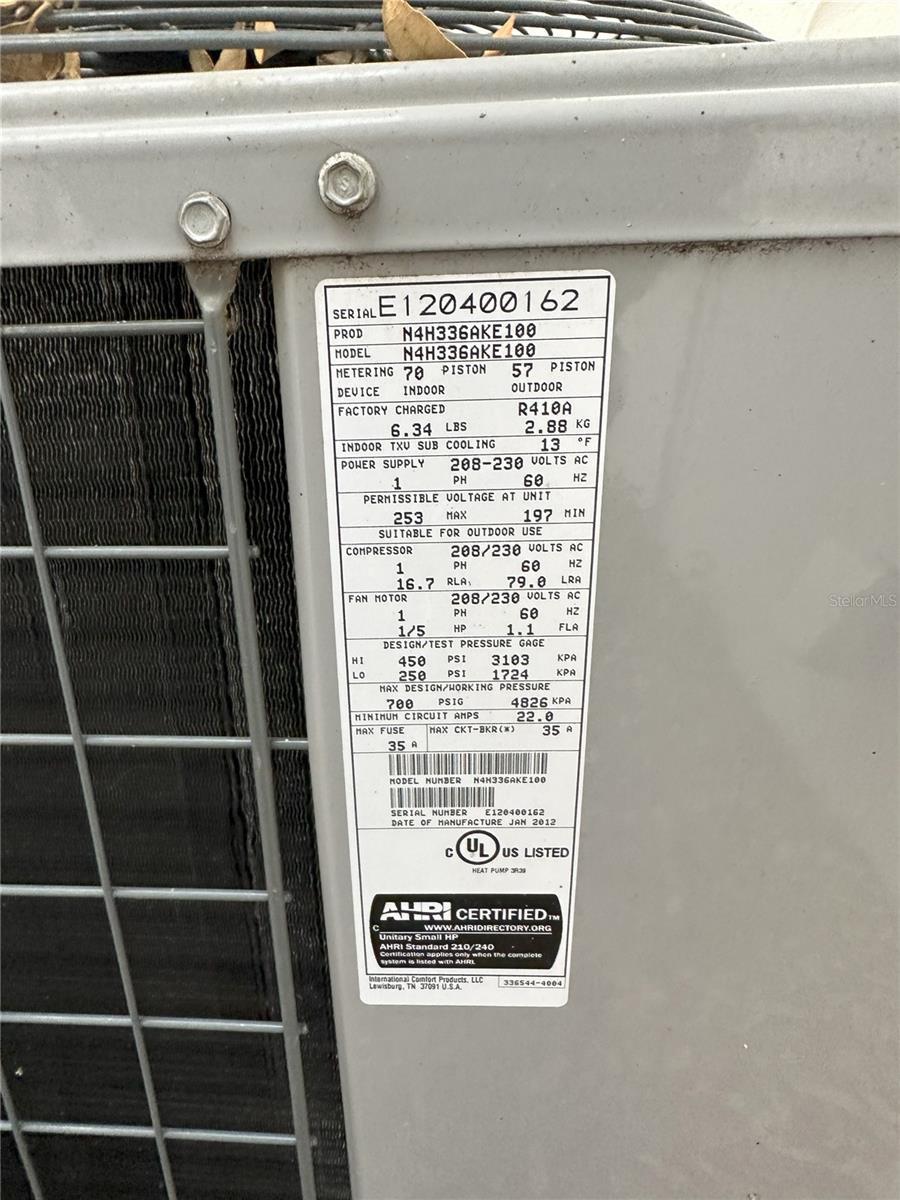 SERIAL E120400162
PROD N4H336AKE100
MODEL N4H336AKE100
METERING 70 PISTON 57 PISTON
DEVICE INDOOR OUTDOOR
FACTORY CHARGED R410A
6.34 LBS 2.88 KG
INDOOR TXV SUB COOLING 13 °F
POWER SUPPLY 208-230 VOLTS AC
1 PH 60 HZ
PERMISSIBLE VOLTAGE AT UNIT
253 MAX 197 MIN
SUITABLE FOR OUTDOOR USE
COMPRESSOR 208/230 VOLTS AC
1 PH 60 HZ
16.7 RLA 79.0 LRA
FAN MOTOR 208/230 VOLTS AC
1 PH 60 HZ
1/5 HP 1.1 FLA
DESIGN/TEST PRESSURE GAGE
HI 450 PSI 3103 KPA
LO 250 PSI 1724 KPA
MAX DESIGN/WORKING PRESSURE
700 PSIG 4826 KPA
MINIMUM CIRCUIT AMPS 22.0
MAX FUSE MAX CKT-BKR(*) 35 A
35 A
MODEL NUMBER N4H336AKE100
SERIAL NUMBER E120400162
DATE OF MANUFACTURE JAN 2012
C UL US LISTED
HEAT PUMP 3R39
AHRI CERTIFIED™
C WWW.AHRIDIRECTORY.ORG
Unitary Small HP
AHRI Standard 210/240
Certification applies only when the complete
system is listed with AHRI.
International Comfort Products, LLC
Lewisburg, TN 37091 U.S.A.
336544-4004
StellarMLS